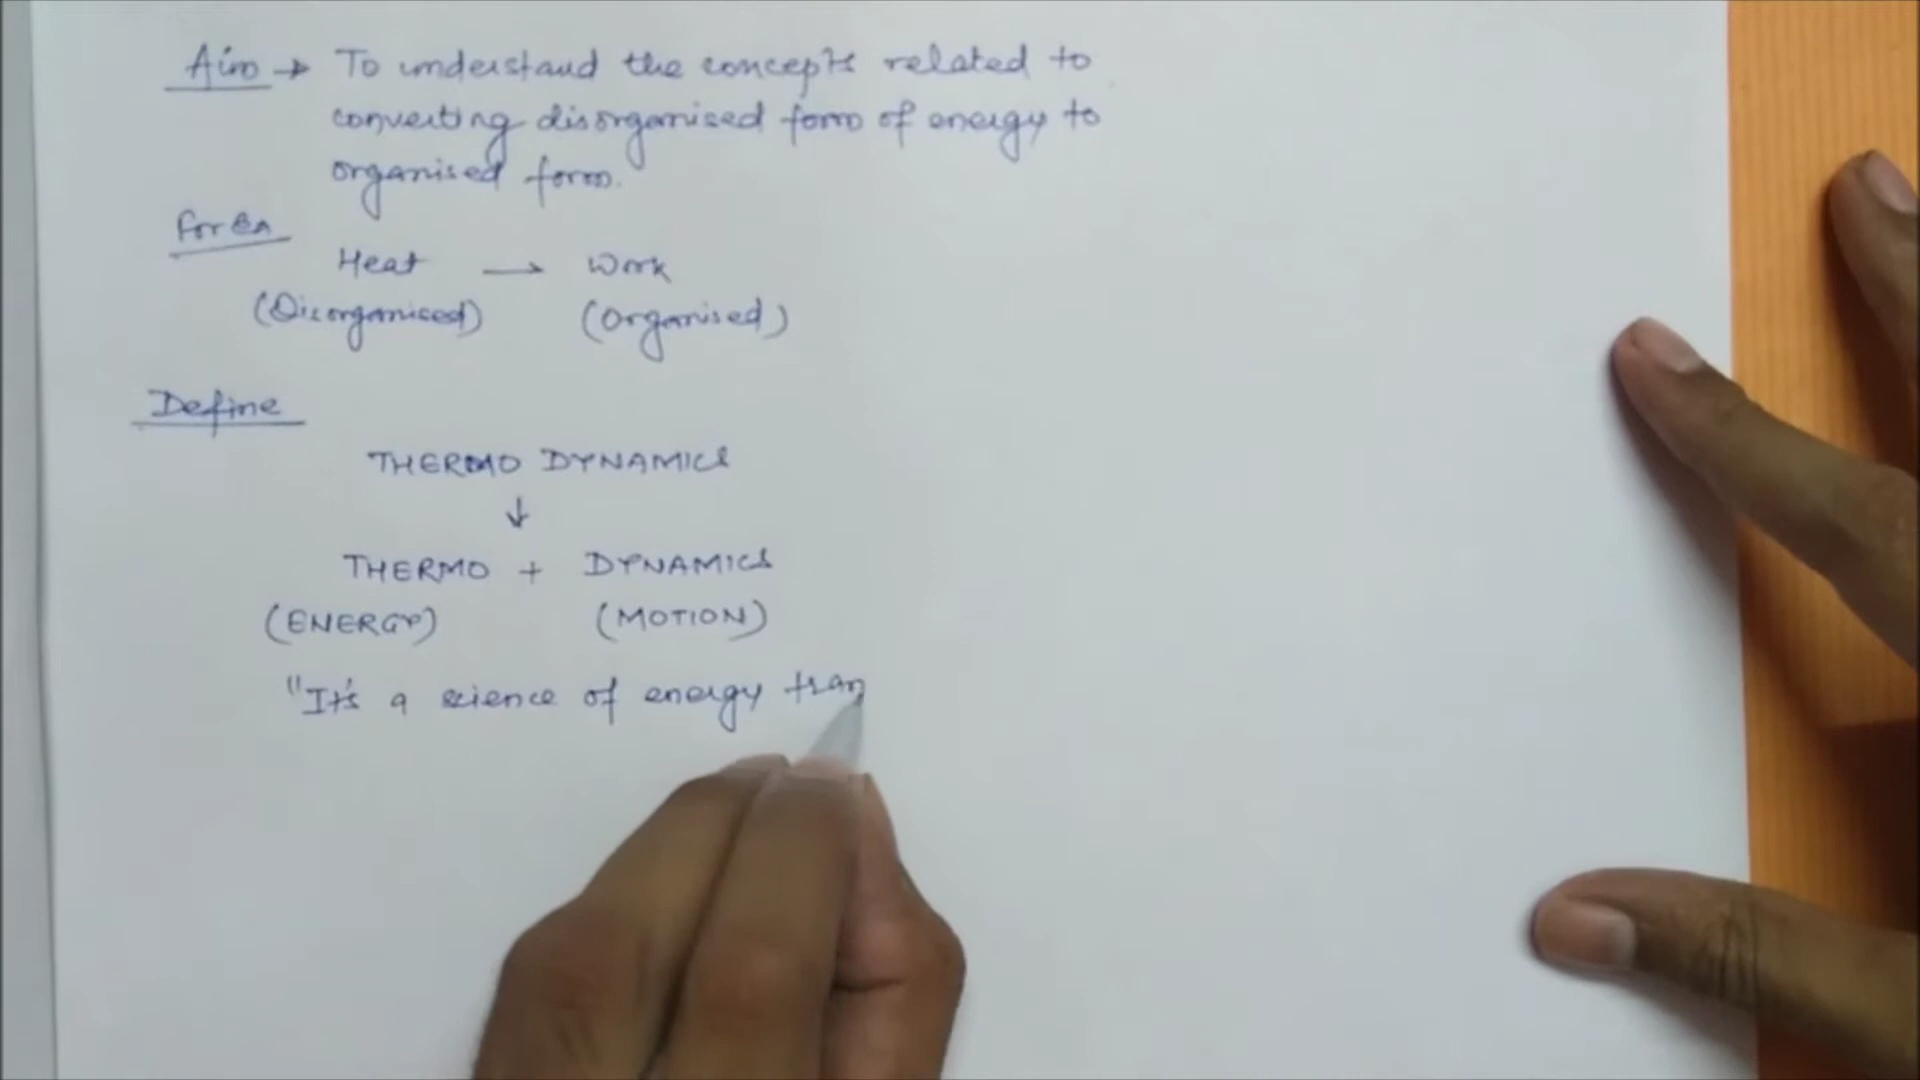 Aim → To understand the concepts related to
converting disorganised form of energy to
organised form.
For Ex
Heat → Work
(Disorganised) (Organised)
Define
THERMO DYNAMICS
↓
THERMO + DYNAMICS
(ENERGY) (MOTION)
"It's a science of energy tran